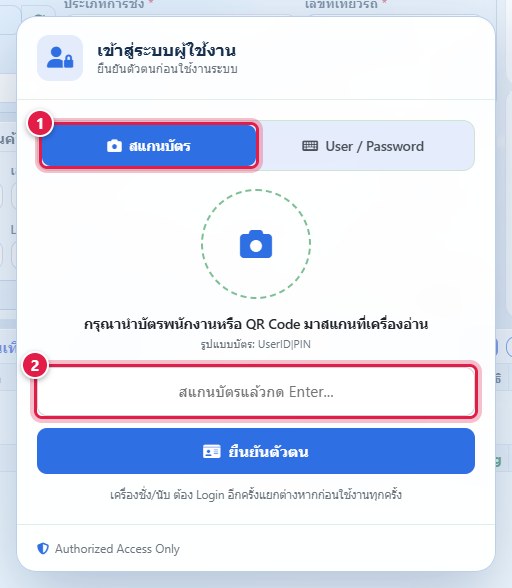 ประเภทการชั่ง * เลขที่เที่ยวรถ *
เข้าสู่ระบบผู้ใช้งาน
ยืนยันตัวตนก่อนใช้งานระบบ
1
สแกนบัตร
User / Password
กรุณานำบัตรพนักงานหรือ QR Code มาสแกนที่เครื่องอ่าน
รูปแบบบัตร: UserID|PIN
2
สแกนบัตรแล้วกด Enter...
ยืนยันตัวตน
เครื่องชั่ง/นับ ต้อง Login อีกครั้งแยกต่างหากก่อนใช้งานทุกครั้ง
Authorized Access Only